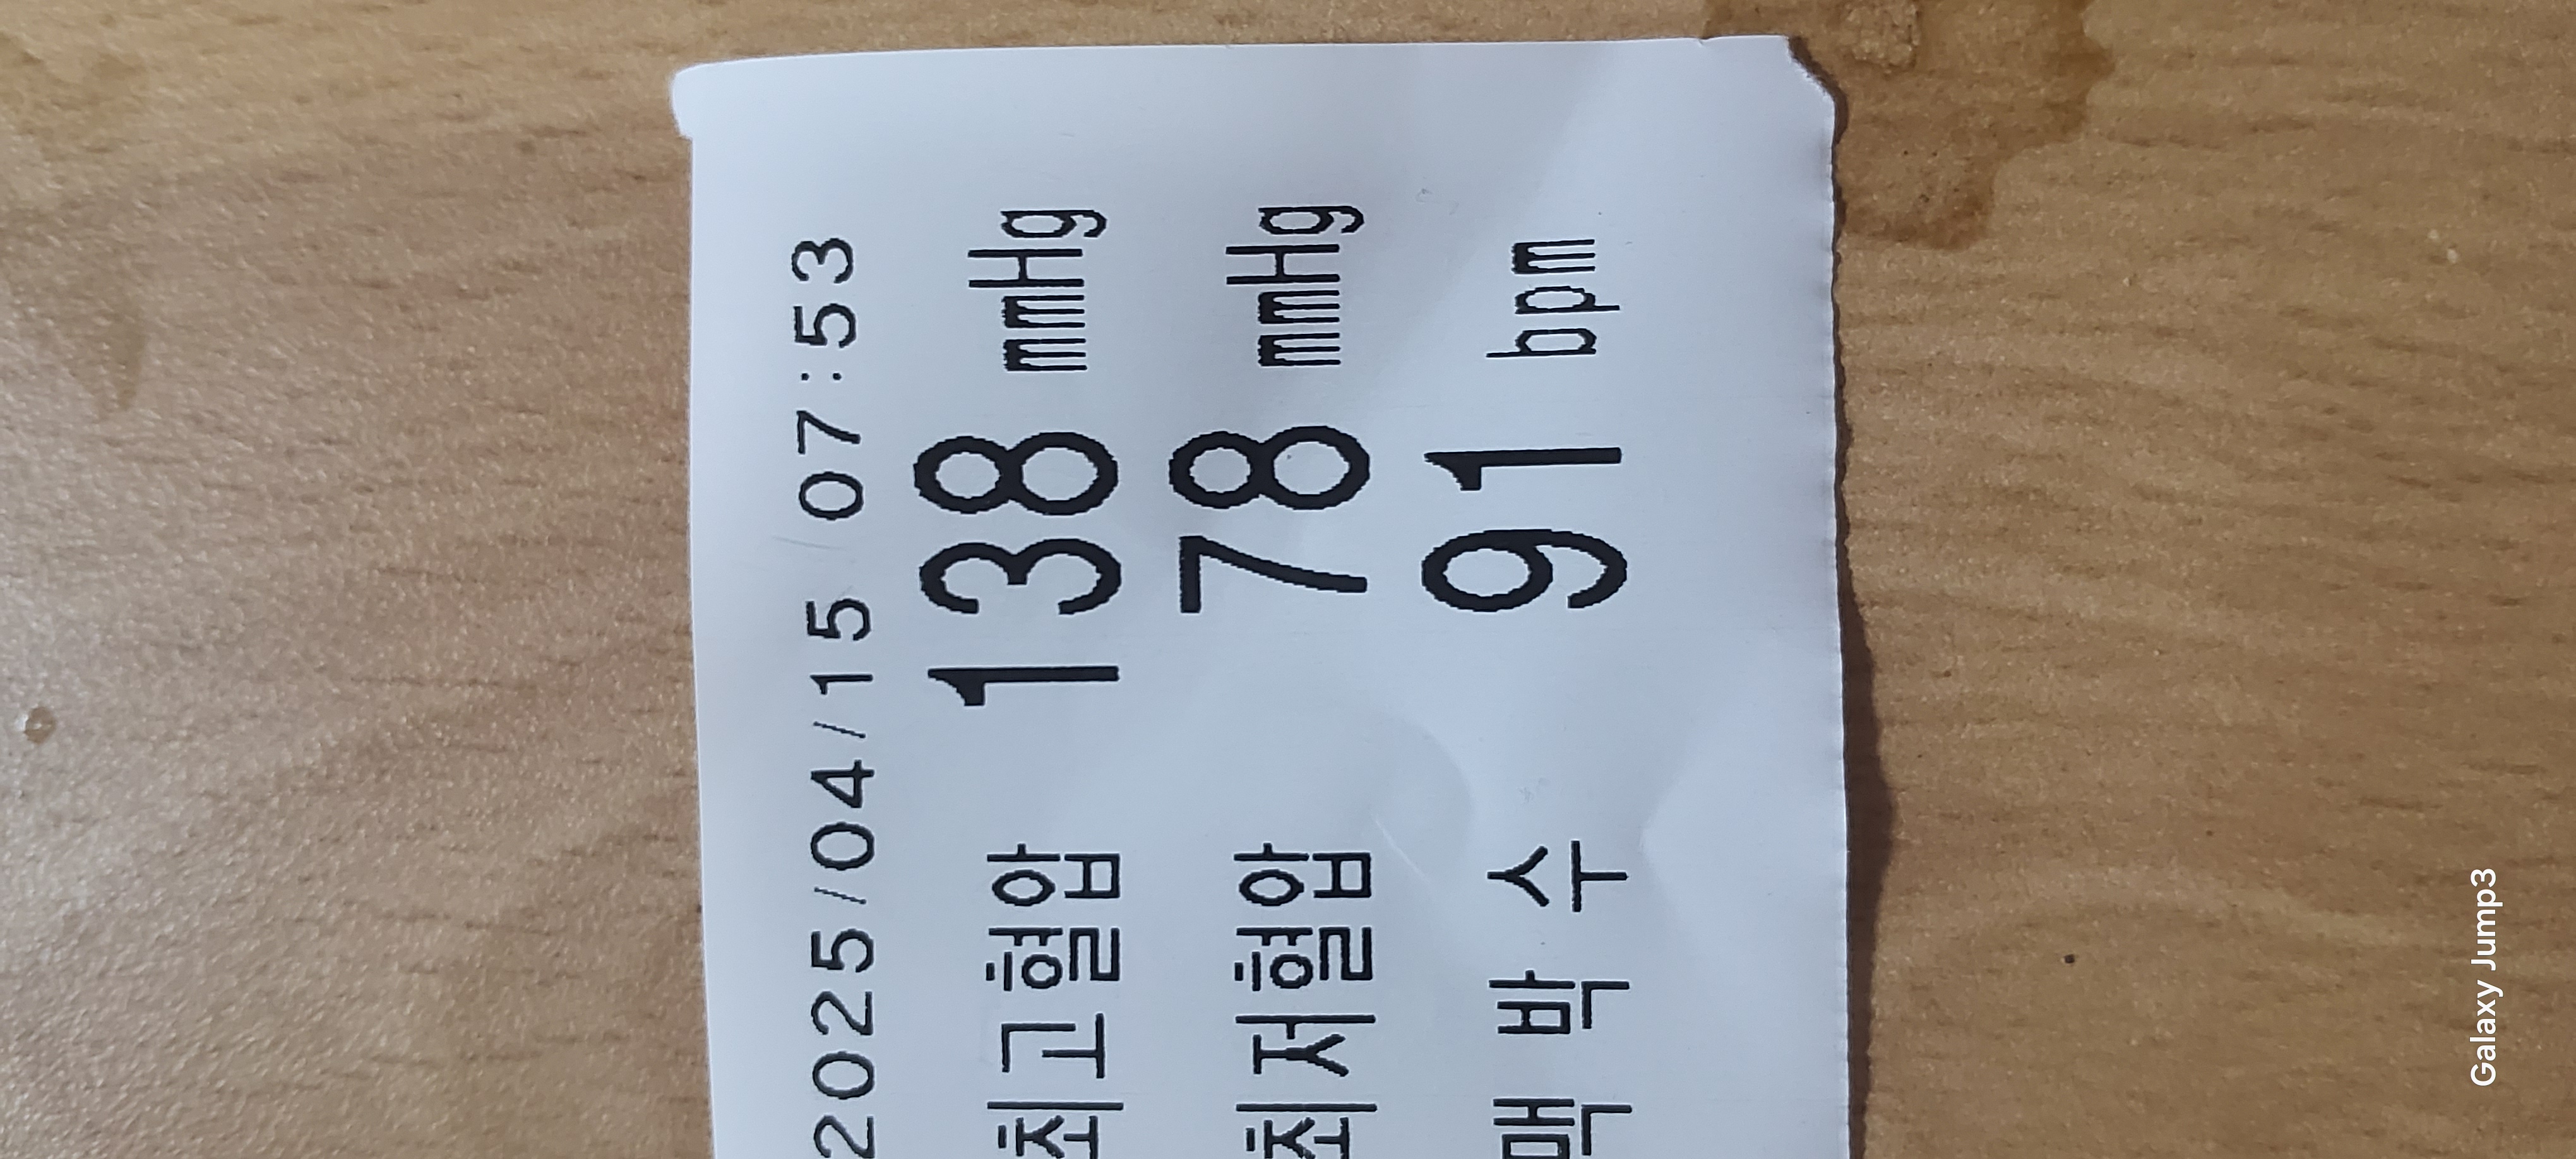 2025/04/15 07:53
최고혈압 138 mmHg
최저혈압 78 mmHg
맥 박 수 91 bpm
Galaxy Jump3